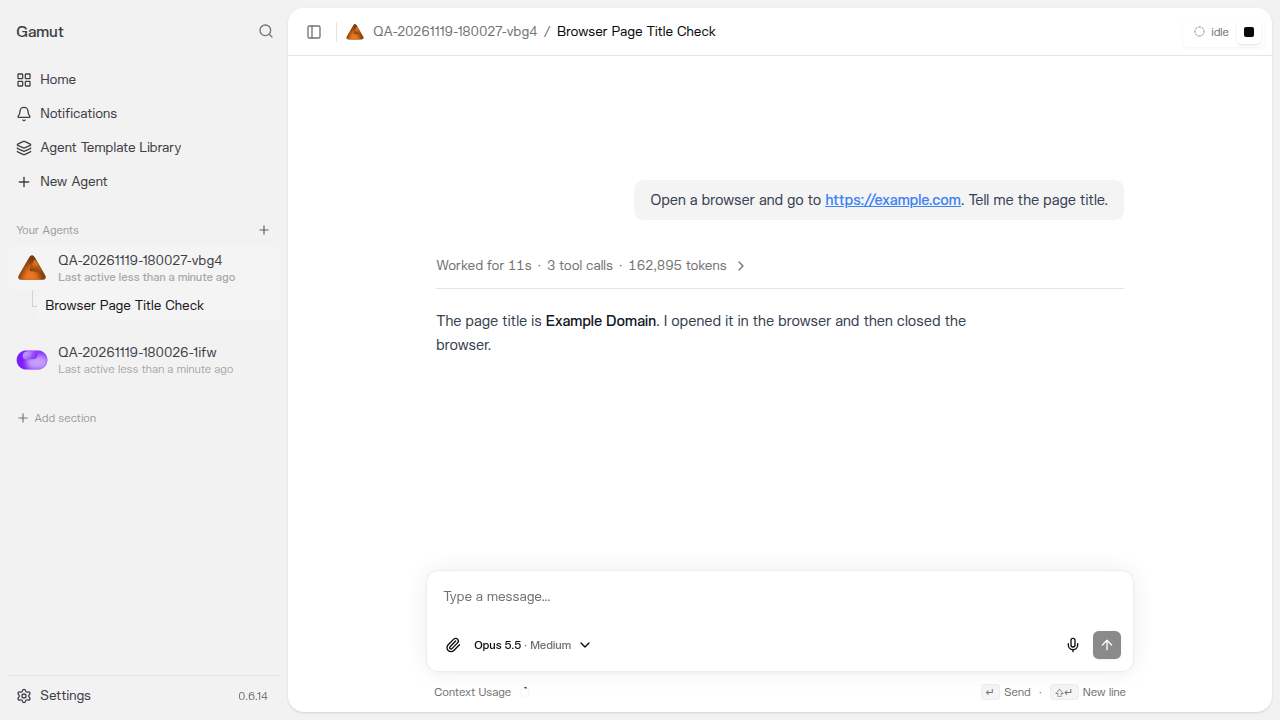 Gamut
Home
Notifications
Agent Template Library
New Agent
Your Agents
QA-20261119-180027-vbg4
Last active less than a minute ago
Browser Page Title Check
QA-20261119-180026-1ifw
Last active less than a minute ago
Add section
Settings
0.6.14
QA-20261119-180027-vbg4 / Browser Page Title Check
idle
Open a browser and go to https://example.com. Tell me the page title.
Worked for 11s · 3 tool calls · 162,895 tokens
The page title is Example Domain. I opened it in the browser and then closed the
browser.
Type a message...
Opus 5.5 · Medium
Context Usage
Send · New line